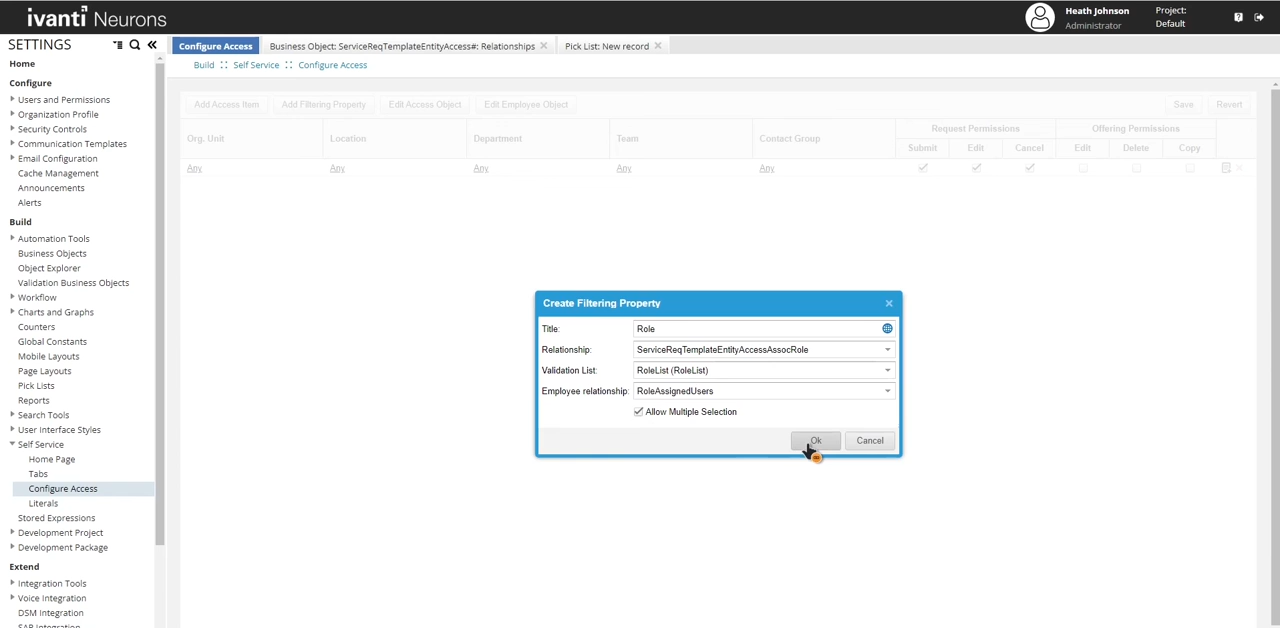 ivanti Neurons
Heath Johnson
Administrator
Project:
Default
SETTINGS
Configure Access
Business Object: ServiceReqTemplateEntityAccess#: Relationships
Pick List: New record
Build :: Self Service :: Configure Access
Home
Configure
Users and Permissions
Organization Profile
Security Controls
Communication Templates
Email Configuration
Cache Management
Announcements
Alerts
Build
Automation Tools
Business Objects
Object Explorer
Validation Business Objects
Workflow
Charts and Graphs
Counters
Global Constants
Mobile Layouts
Page Layouts
Pick Lists
Reports
Search Tools
User Interface Styles
Self Service
Home Page
Tabs
Configure Access
Literals
Stored Expressions
Development Project
Development Package
Extend
Integration Tools
Voice Integration
DSM Integration
SAP Integration
Add Access Item Add Filtering Property Edit Access Object Edit Employee Object Save Revert
Org. Unit Location Department Team Contact Group Request Permissions Offering Permissions
Submit Edit Cancel Edit Delete Copy
Any Any Any Any Any
Create Filtering Property
Title: Role
Relationship: ServiceReqTemplateEntityAccessAssocRole
Validation List: RoleList (RoleList)
Employee relationship: RoleAssignedUsers
Allow Multiple Selection
Ok Cancel